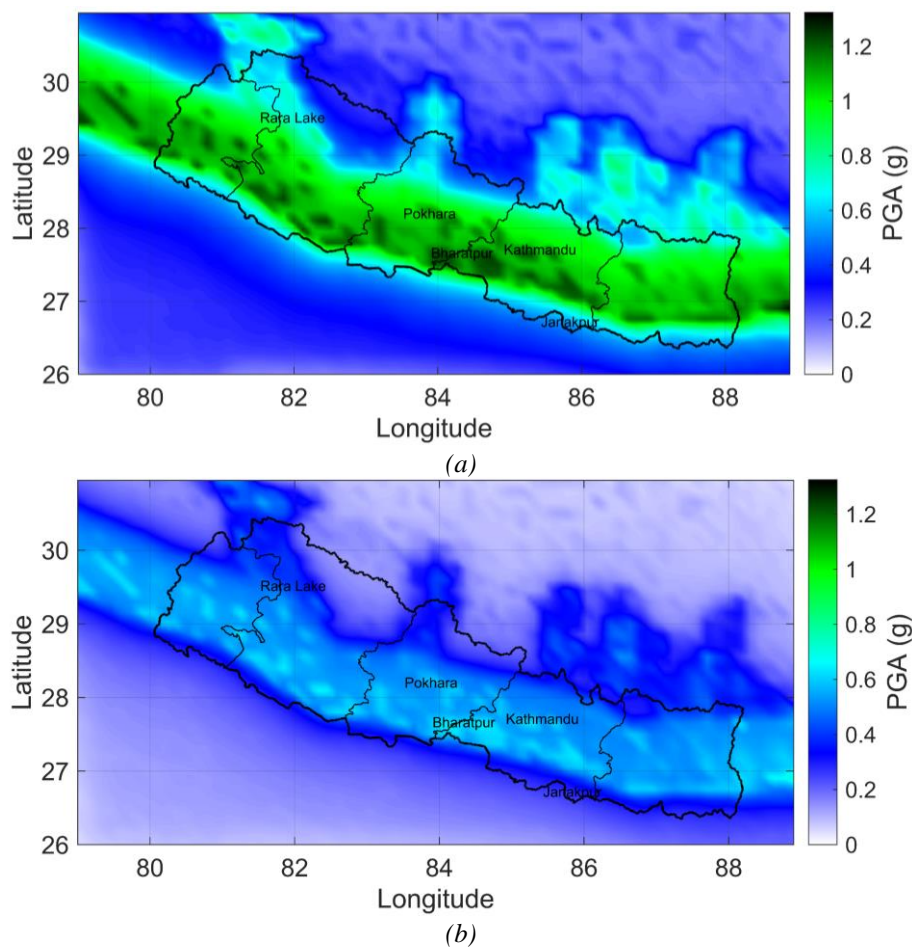 30
29
28
27
26
Latitude
80
82
84
86
88
Longitude
Rara Lake
Pokhara
Bharatpur
Kathmandu
Janakpur
1.2
1
0.8
0.6
0.4
0.2
0
PGA (g)
(a)
30
29
28
27
26
Latitude
80
82
84
86
88
Longitude
Rara Lake
Pokhara
Bharatpur
Kathmandu
Janakpur
1.2
1
0.8
0.6
0.4
0.2
0
PGA (g)
(b)